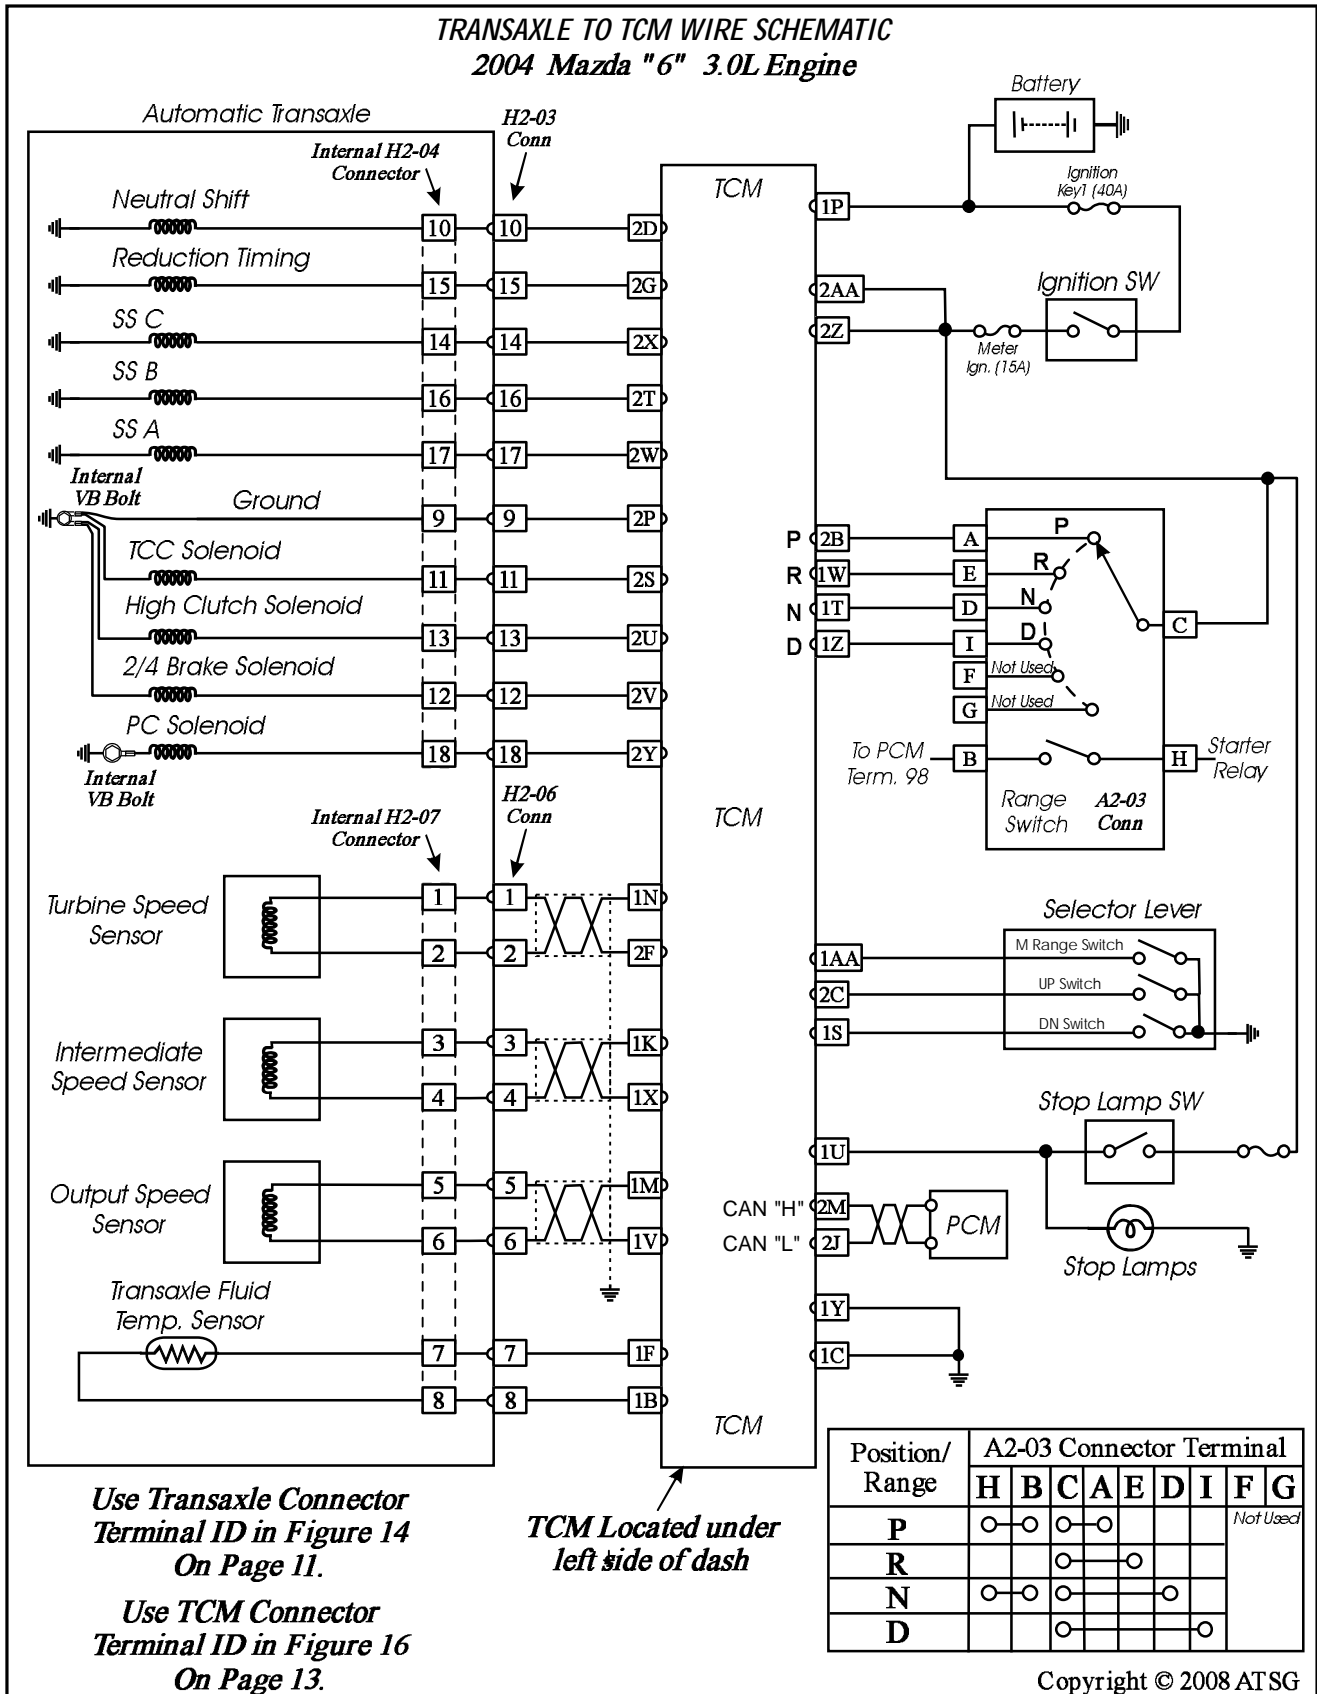 TRANSAXLE TO TCM WIRE SCHEMATIC
2004 Mazda "6" 3.0L Engine
Automatic Transaxle
Internal H2-04
Connector
H2-03
Conn
Neutral Shift
10 10 2D
Reduction Timing
15 15 2G
SS C
14 14 2X
SS B
16 16 2T
SS A
17 17 2W
Internal
VB Bolt
Ground
9 9 2P
TCC Solenoid
11 11 2S
High Clutch Solenoid
13 13 2U
2/4 Brake Solenoid
12 12 2V
PC Solenoid
18 18 2Y
Internal
VB Bolt
Internal H2-07
Connector
H2-06
Conn
Turbine Speed
Sensor
1 1 1N
2 2 2F
Intermediate
Speed Sensor
3 3 1K
4 4 1X
Output Speed
Sensor
5 5 1M
6 6 1V
Transaxle Fluid
Temp. Sensor
7 7 1F
8 8 1B
TCM
TCM
TCM
Battery
Ignition
Key1 (40A)
1P
2AA
Ignition SW
2Z
Meter
Ign. (15A)
P 2B A P
R 1W E R
N 1T D N
D 1Z I D
C
F Not Used
G Not Used
To PCM
Term. 98
B
H
Starter
Relay
Range
Switch
A2-03
Conn
Selector Lever
1AA M Range Switch
2C UP Switch
1S DN Switch
Stop Lamp SW
1U
CAN "H" 2M
CAN "L" 2J
PCM
Stop Lamps
1Y
1C
Use Transaxle Connector
Terminal ID in Figure 14
On Page 11.
Use TCM Connector
Terminal ID in Figure 16
On Page 13.
TCM Located under
left side of dash
Position/
Range
A2-03 Connector Terminal
H B C A E D I F G
P
Not Used
R
N
D
Copyright © 2008 ATSG